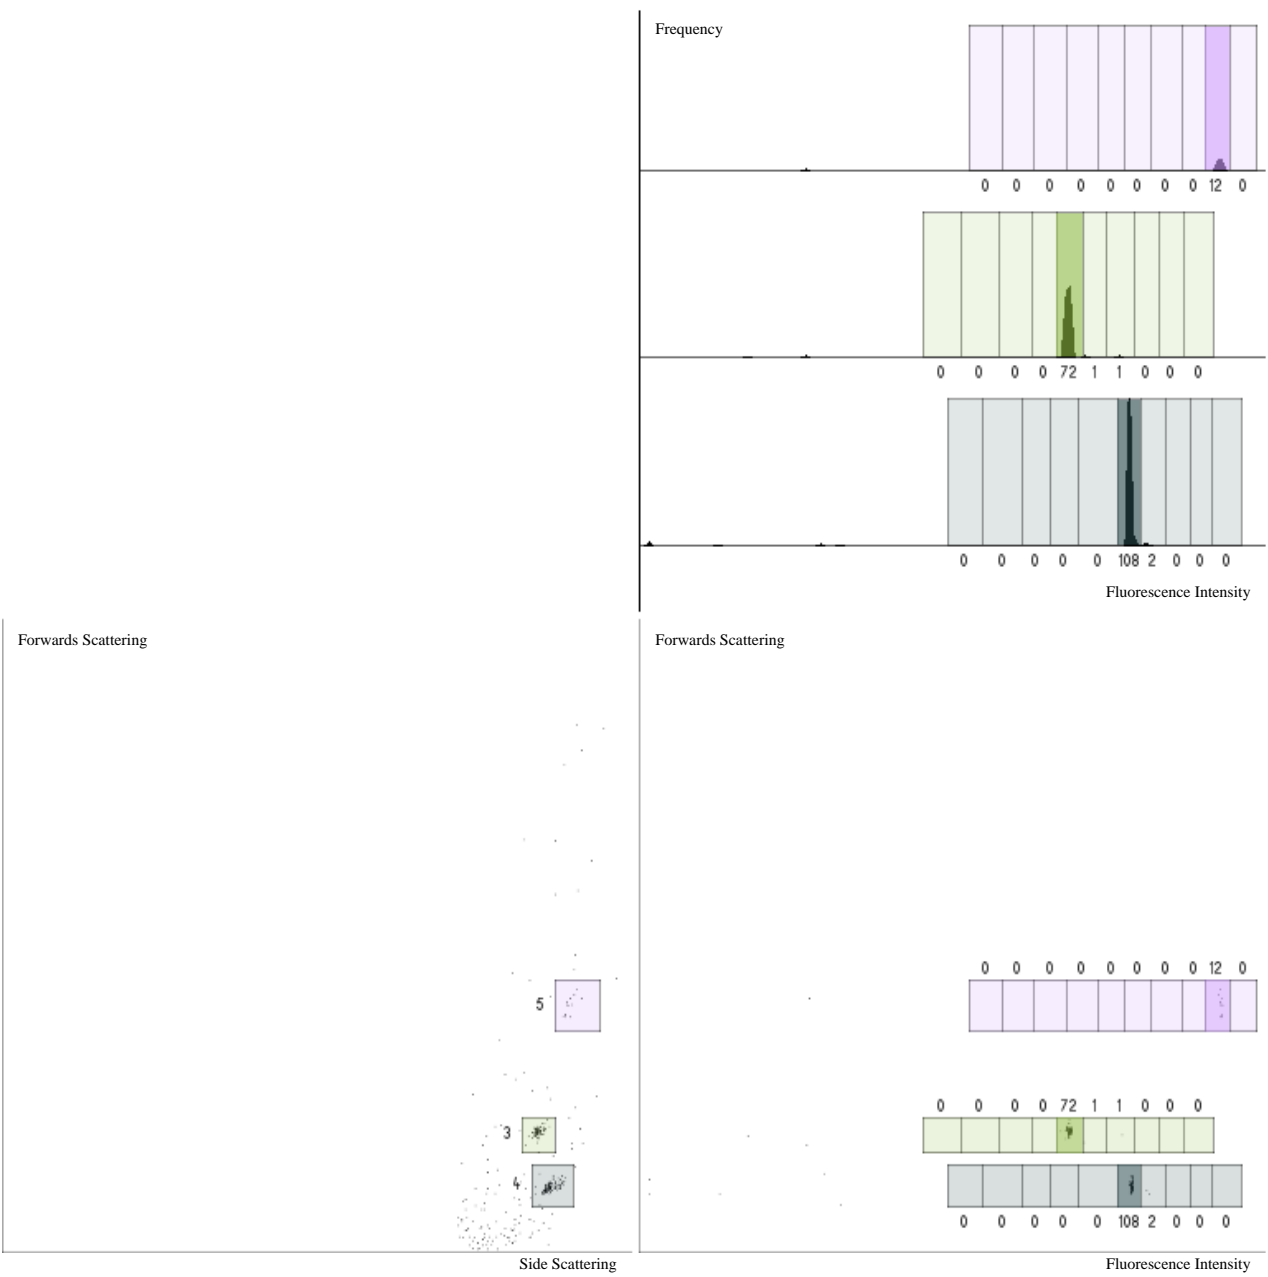 Frequency
0 0 0 0 0 0 0 0 12 0
0 0 0 0 72 1 1 0 0 0
0 0 0 0 0 108 2 0 0 0
Fluorescence Intensity
Forwards Scattering
5
3
4
Side Scattering
Forwards Scattering
0 0 0 0 0 0 0 0 12 0
0 0 0 0 72 1 1 0 0 0
0 0 0 0 0 108 2 0 0 0
Fluorescence Intensity